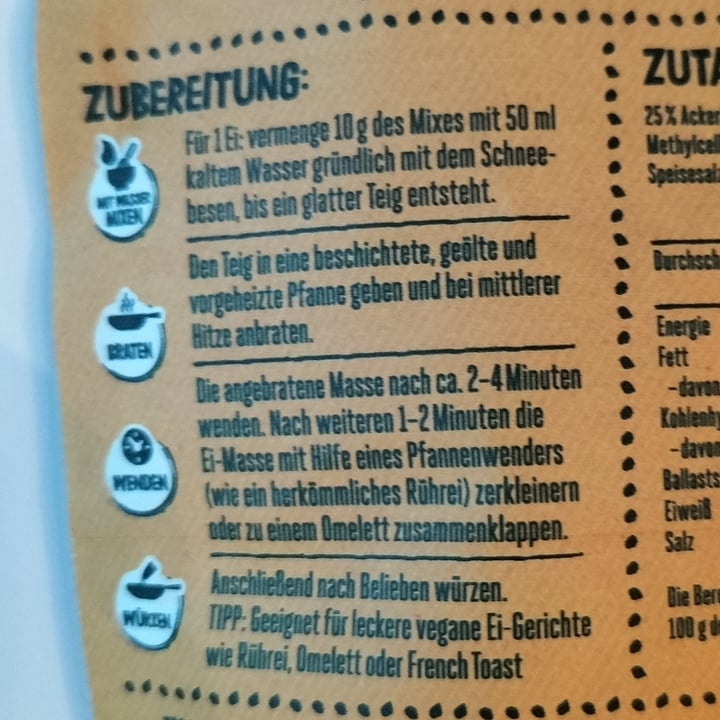 ZUBEREITUNG:
MIT WASSER
MIXEN
Für 1 Ei: vermenge 10 g des Mixes mit 50 ml
kaltem Wasser gründlich mit dem Schnee-
besen, bis ein glatter Teig entsteht.
BRATEN
Den Teig in eine beschichtete, geölte und
vorgeheizte Pfanne geben und bei mittlerer
Hitze anbraten.
WENDEN
Die angebratene Masse nach ca. 2-4 Minuten
wenden. Nach weiteren 1-2 Minuten die
Ei-Masse mit Hilfe eines Pfannenwenders
(wie ein herkömmliches Rührei) zerkleinern
oder zu einem Omelett zusammenklappen.
WÜRZEN
Anschließend nach Belieben würzen.
TIPP: Geeignet für leckere vegane Ei-Gerichte
wie Rührei, Omelett oder French Toast
ZUTA
25 % Acker
Methylcell
Speisesalz
Durchsch
Energie
Fett
-davon
Kohlenhy
-davon
Ballasts
Eiweiß
Salz
Die Bere
100 g d